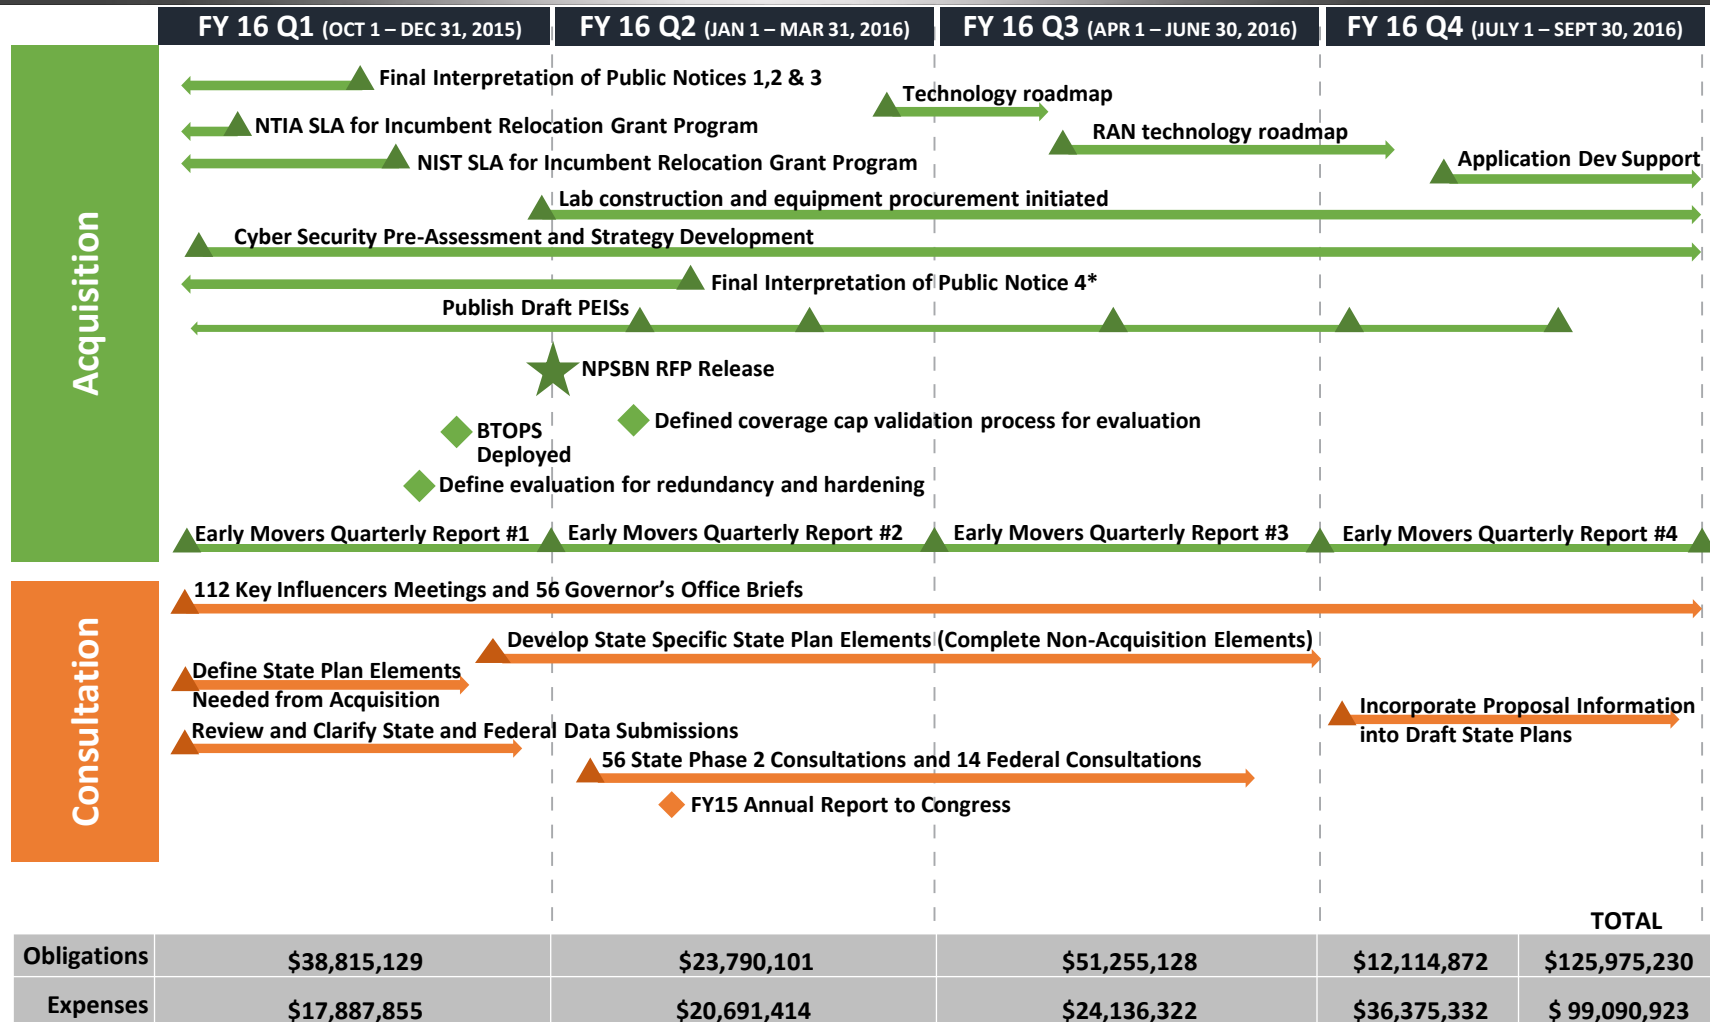 FY 16 Q1 (OCT 1 – DEC 31, 2015)
FY 16 Q2 (JAN 1 – MAR 31, 2016)
FY 16 Q3 (APR 1 – JUNE 30, 2016)
FY 16 Q4 (JULY 1 – SEPT 30, 2016)
Acquisition
Final Interpretation of Public Notices 1,2 & 3
Technology roadmap
NTIA SLA for Incumbent Relocation Grant Program
RAN technology roadmap
NIST SLA for Incumbent Relocation Grant Program
Application Dev Support
Lab construction and equipment procurement initiated
Cyber Security Pre-Assessment and Strategy Development
Final Interpretation of Public Notice 4*
Publish Draft PEISs
NPSBN RFP Release
Defined coverage cap validation process for evaluation
BTOPS
Deployed
Define evaluation for redundancy and hardening
Early Movers Quarterly Report #1
Early Movers Quarterly Report #2
Early Movers Quarterly Report #3
Early Movers Quarterly Report #4
Consultation
112 Key Influencers Meetings and 56 Governor’s Office Briefs
Develop State Specific State Plan Elements (Complete Non-Acquisition Elements)
Define State Plan Elements
Needed from Acquisition
Incorporate Proposal Information
into Draft State Plans
Review and Clarify State and Federal Data Submissions
56 State Phase 2 Consultations and 14 Federal Consultations
FY15 Annual Report to Congress
TOTAL
Obligations $38,815,129 $23,790,101 $51,255,128 $12,114,872 $125,975,230
Expenses $17,887,855 $20,691,414 $24,136,322 $36,375,332 $ 99,090,923